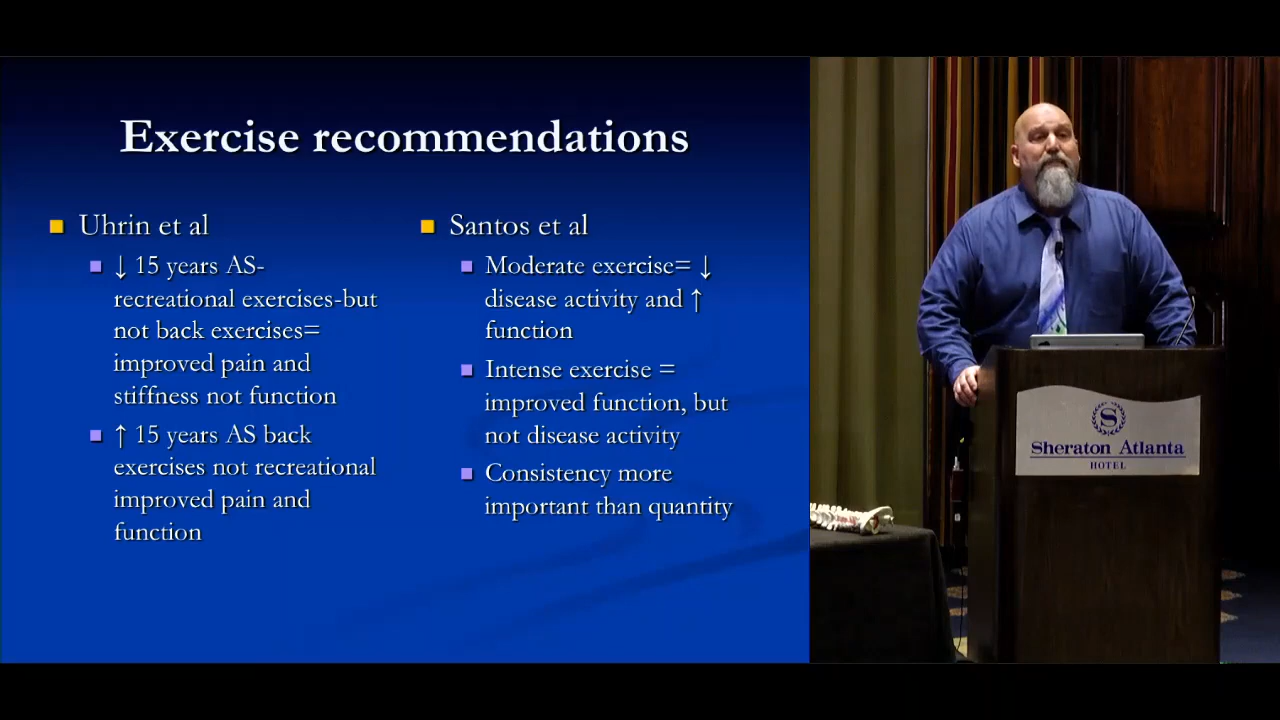 Exercise recommendations
Uhrin et al
↓ 15 years AS-
recreational exercises-but
not back exercises=
improved pain and
stiffness not function
↑ 15 years AS back
exercises not recreational
improved pain and
function
Santos et al
Moderate exercise= ↓
disease activity and ↑
function
Intense exercise =
improved function, but
not disease activity
Consistency more
important than quantity
S
Sheraton Atlanta
HOTEL